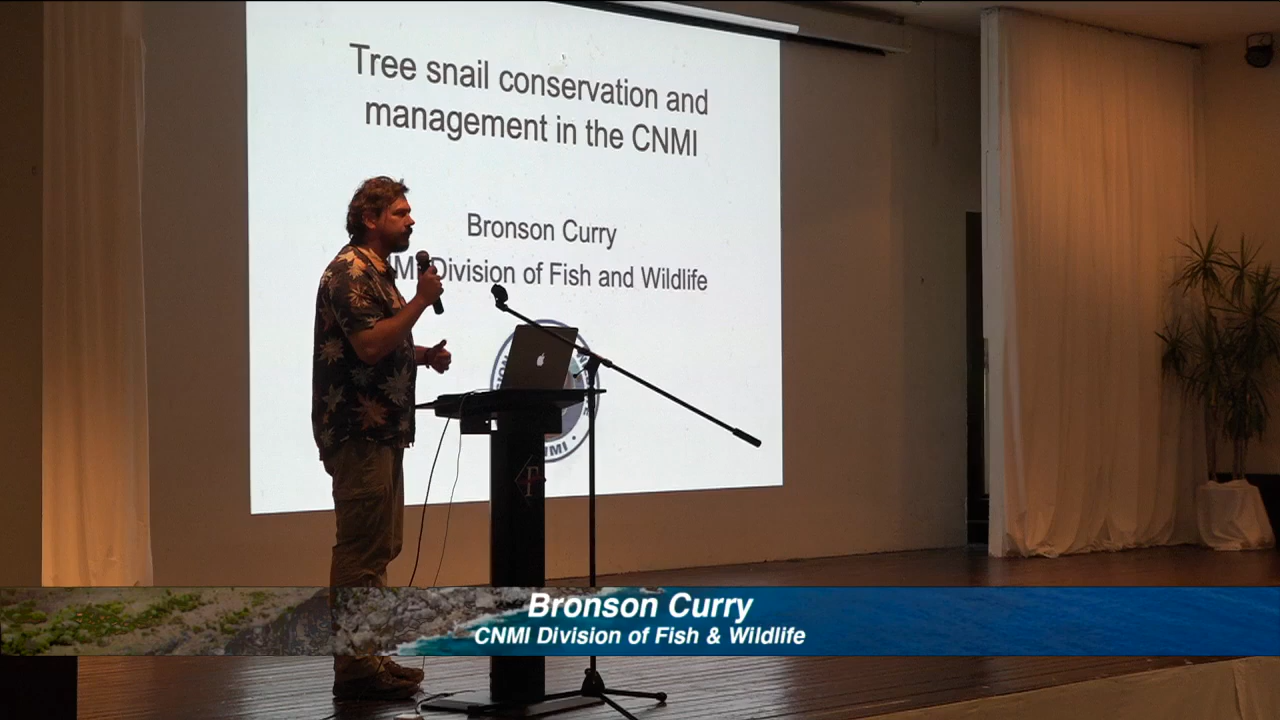 Tree snail conservation and
management in the CNMI
Bronson Curry
Division of Fish and Wildlife
Bronson Curry
CNMI Division of Fish & Wildlife